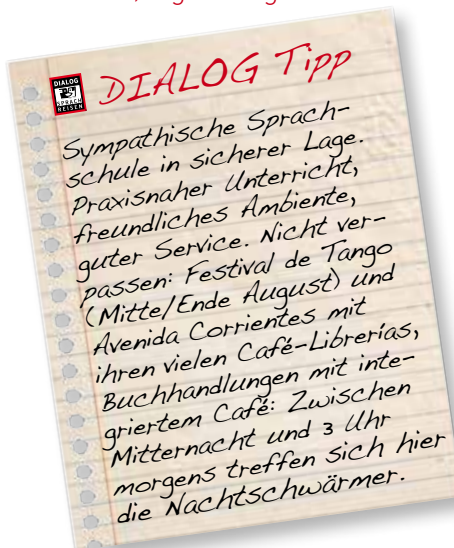 DIALOG
SPRACH
REISEN
DIALOG Tipp
Sympathische Sprach-
schule in sicherer Lage.
Praxisnaher Unterricht,
freundliches Ambiente,
guter Service. Nicht ver-
passen: Festival de Tango
(Mitte/Ende August) und
Avenida Corrientes mit
ihren vielen Café-Librerías,
Buchhandlungen mit inte-
griertem Café: Zwischen
Mitternacht und 3 Uhr
morgens treffen sich hier
die Nachtschwärmer.